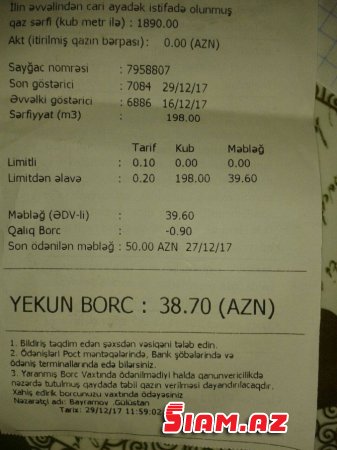 İlin əvvəlindən cari ayadək istifadə olunmuş
qaz sərfi (kub metr ilə) : 1890.00
Akt (itirilmiş qazın bərpası): 0.00 (AZN)
Sayğac nomrəsi : 7958807
Son göstərici : 7084 29/12/17
Əvvəlki göstərici : 6886 16/12/17
Sərfiyyat (m3) : 198.00
Tarif Kub Məbləğ
Limitli : 0.10 0.00 0.00
Limitdən əlavə : 0.20 198.00 39.60
Məbləğ (ƏDV-li) : 39.60
Qalıq Borc : -0.90
Son ödənilən məbləğ : 50.00 AZN 27/12/17
YEKUN BORC : 38.70 (AZN)
1. Bildiriş təqdim edən şəxsdən vəsiqəni tələb edin.
2. Ödənişləri Poct məntəqələrində, Bank şöbələrində və
ödəniş terminallarında edə bilərsiniz.
3. Yaranmış Borc Vaxtında ödənilmədiyi halda qanunvericilikdə
nəzərdə tutulmuş qaydada təbii qazın verilməsi dayandırılacaqdır.
Xahiş edirik borcunuzu vaxtında ödəyəsiniz
Nəzarətçi adı: Bayramov .Gülüstan
Tarix: 29/12/17 11:59:02
SIAM.AZ